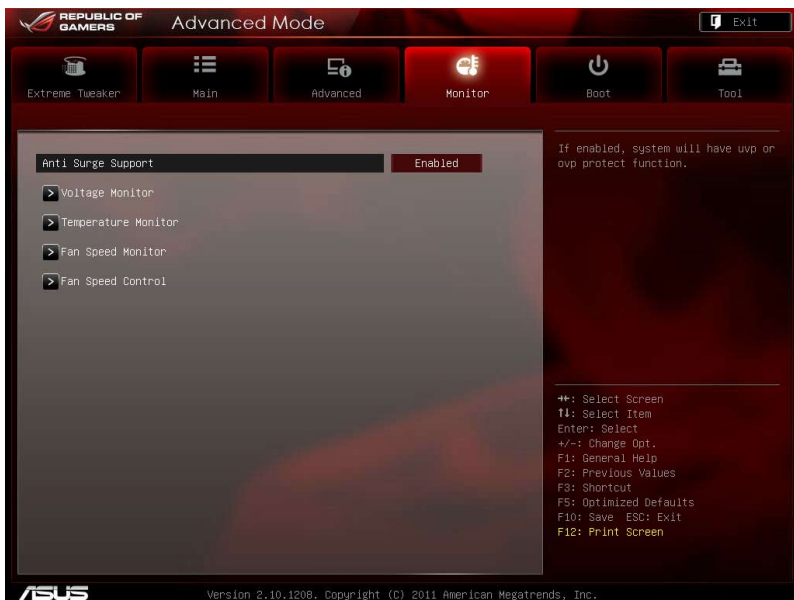 REPUBLIC OF
GAMERS
Advanced Mode
Exit
Extreme Tweaker
Main
Advanced
Monitor
Boot
Tool
Anti Surge Support
Enabled
> Voltage Monitor
> Temperature Monitor
> Fan Speed Monitor
> Fan Speed Control
If enabled, system will have uvp or
ovp protect function.
→←: Select Screen
↑↓: Select Item
Enter: Select
+/-: Change Opt.
F1: General Help
F2: Previous Values
F3: Shortcut
F5: Optimized Defaults
F10: Save ESC: Exit
F12: Print Screen
ASUS
Version 2.10.1208. Copyright (C) 2011 American Megatrends, Inc.